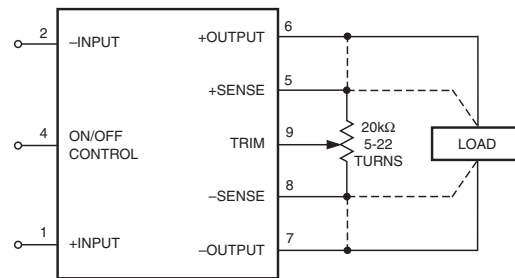 2
–INPUT
4
ON/OFF
CONTROL
1
+INPUT
+OUTPUT
6
+SENSE
5
TRIM
9
–SENSE
8
–OUTPUT
7
20kΩ
5-22
TURNS
LOAD